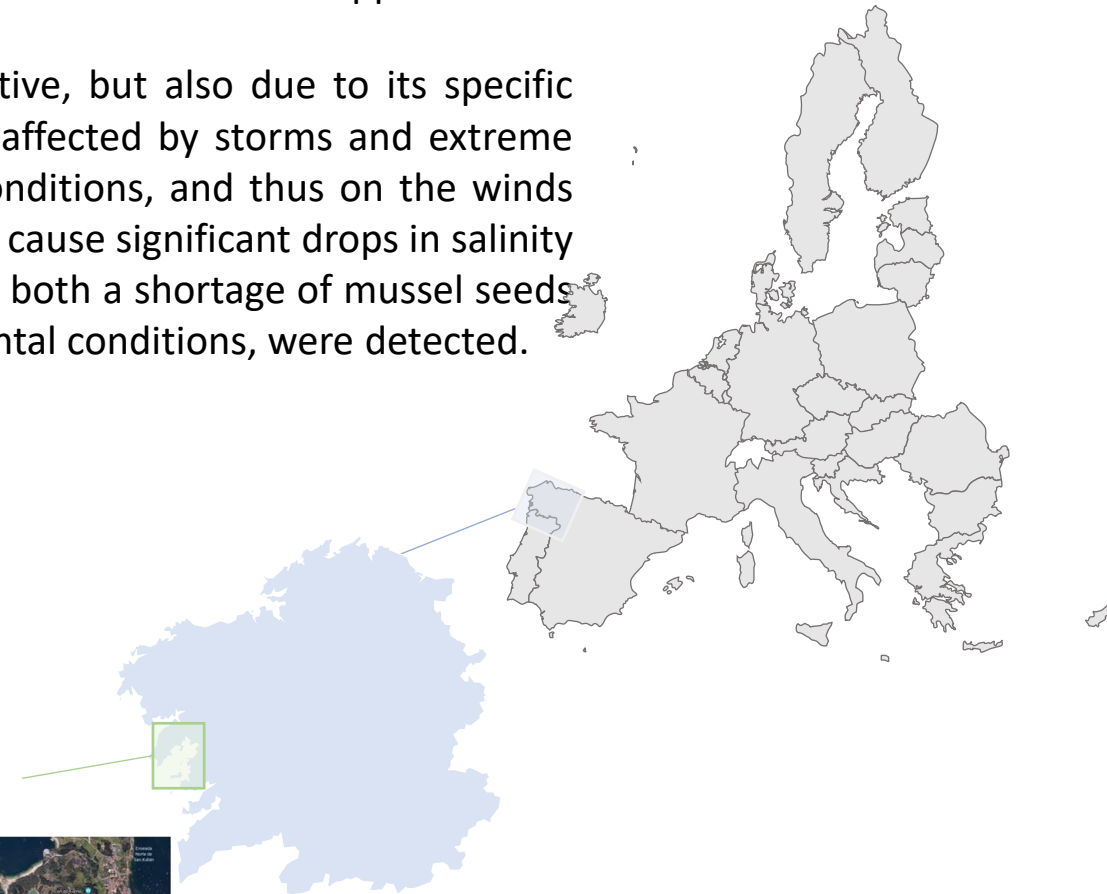 tive, but also due to its specific
affected by storms and extreme
onditions, and thus on the winds
cause significant drops in salinity
both a shortage of mussel seeds
ntal conditions, were detected.